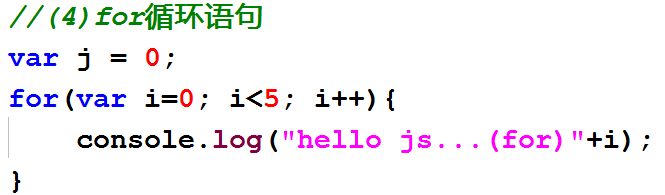 //(4)for循环语句
var j = 0;
for(var i=0; i<5; i++){
    console.log("hello js...(for)"+i);
}